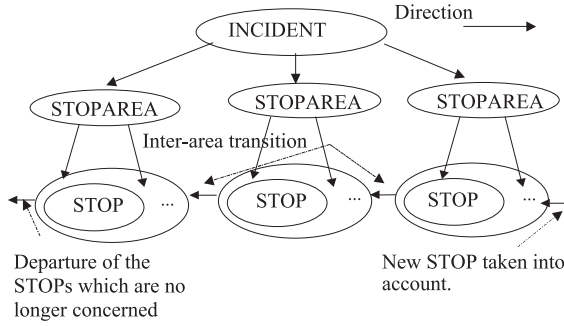 Direction
INCIDENT
STOPAREA
STOPAREA
STOPAREA
Inter-area transition
STOP ...
STOP ...
STOP ...
Departure of the
STOPs which are no
longer concerned
New STOP taken into
account.